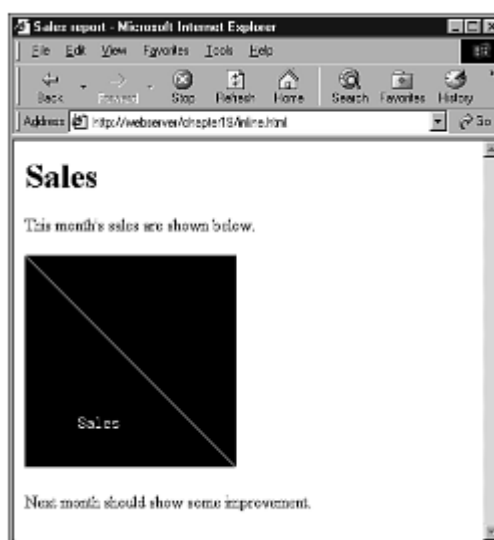 Sales report - Microsoft Internet Explorer
File Edit View Favorites Tools Help
Back Forward Stop Refresh Home Search Favorites History
Address http://webserver/chapter19/inline.html Go
Sales
This month's sales are shown below.
Sales
Next month should show some improvement.